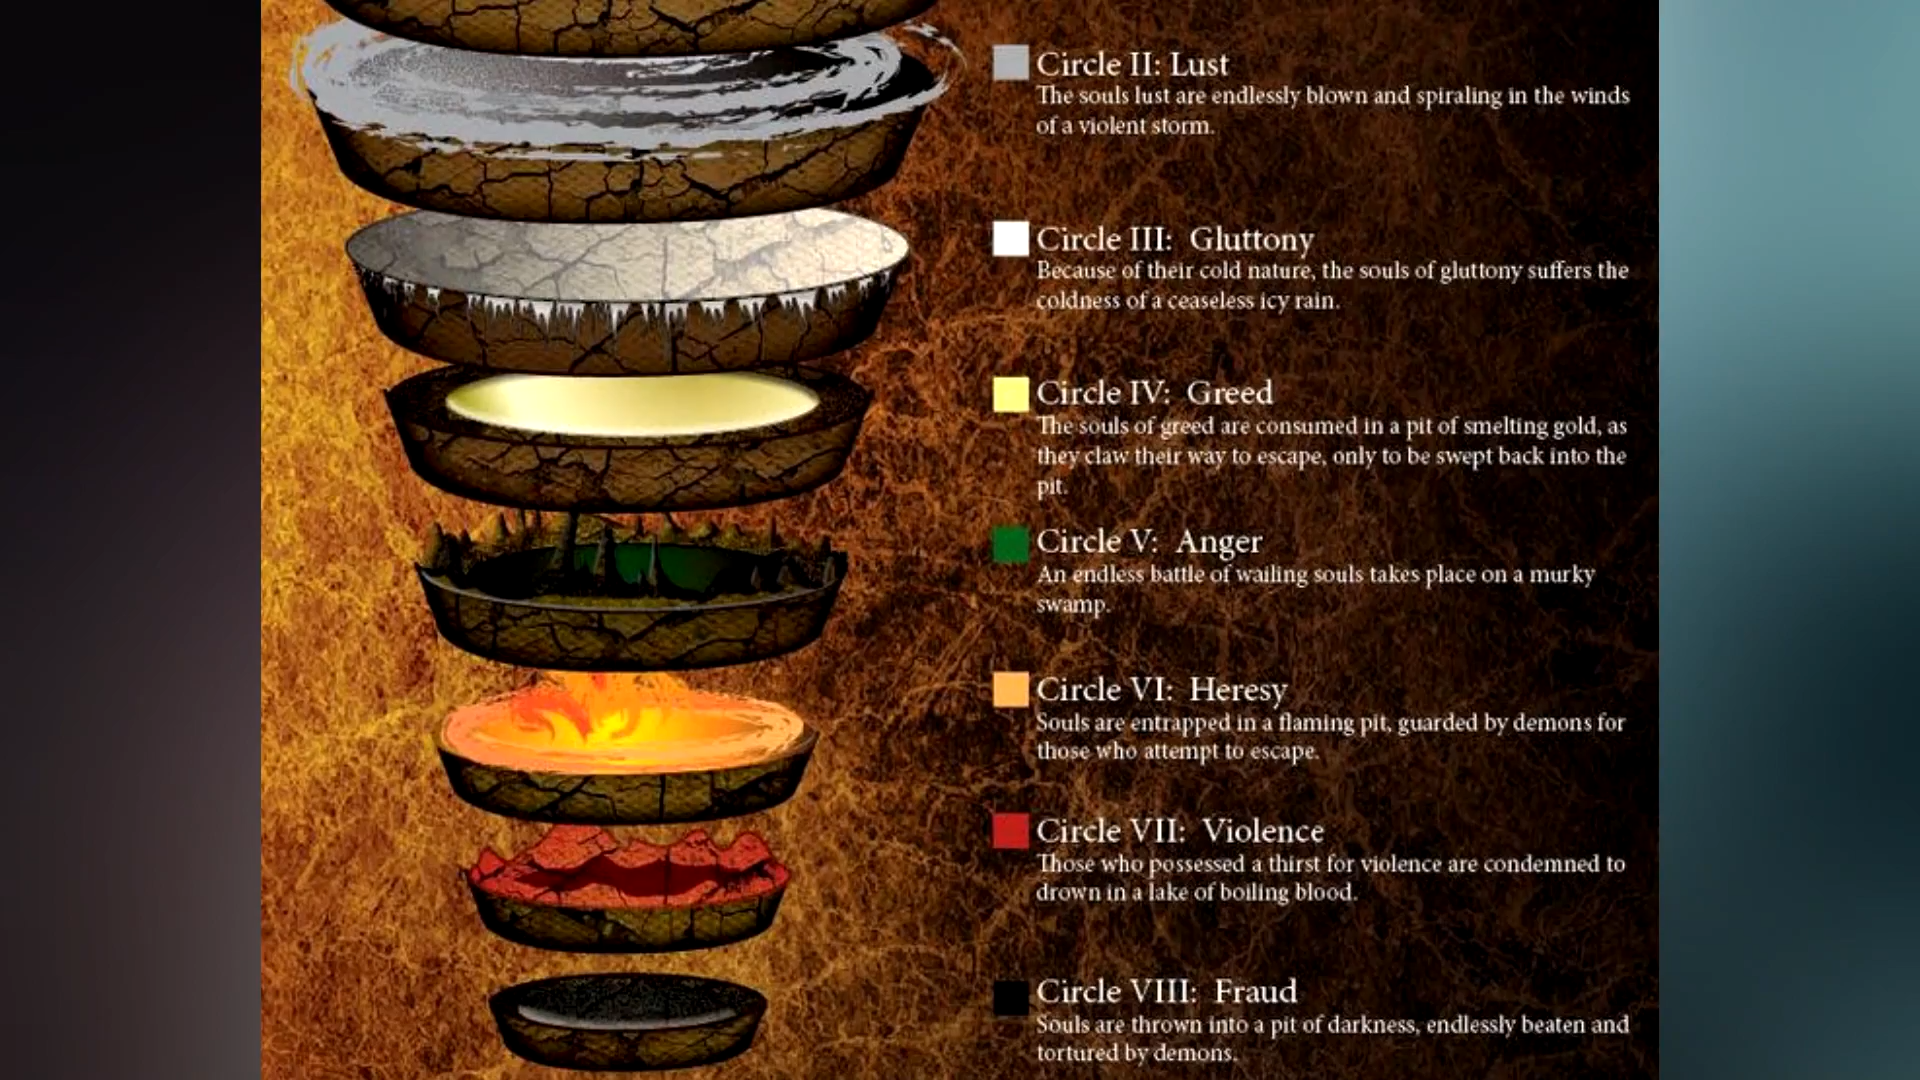 Circle II: Lust
The souls lust are endlessly blown and spiraling in the winds
of a violent storm.
Circle III: Gluttony
Because of their cold nature, the souls of gluttony suffers the
coldness of a ceaseless icy rain.
Circle IV: Greed
The souls of greed are consumed in a pit of smelting gold, as
they claw their way to escape, only to be swept back into the
pit.
Circle V: Anger
An endless battle of wailing souls takes place on a murky
swamp.
Circle VI: Heresy
Souls are entrapped in a flaming pit, guarded by demons for
those who attempt to escape.
Circle VII: Violence
Those who possessed a thirst for violence are condemned to
drown in a lake of boiling blood.
Circle VIII: Fraud
Souls are thrown into a pit of darkness, endlessly beaten and
tortured by demons.